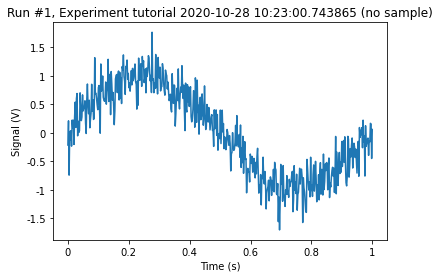 Run #1, Experiment tutorial 2020-10-28 10:23:00.743865 (no sample)
1.5
1
0.5
0
-0.5
-1
-1.5
Signal (V)
0 0.2 0.4 0.6 0.8 1
Time (s)